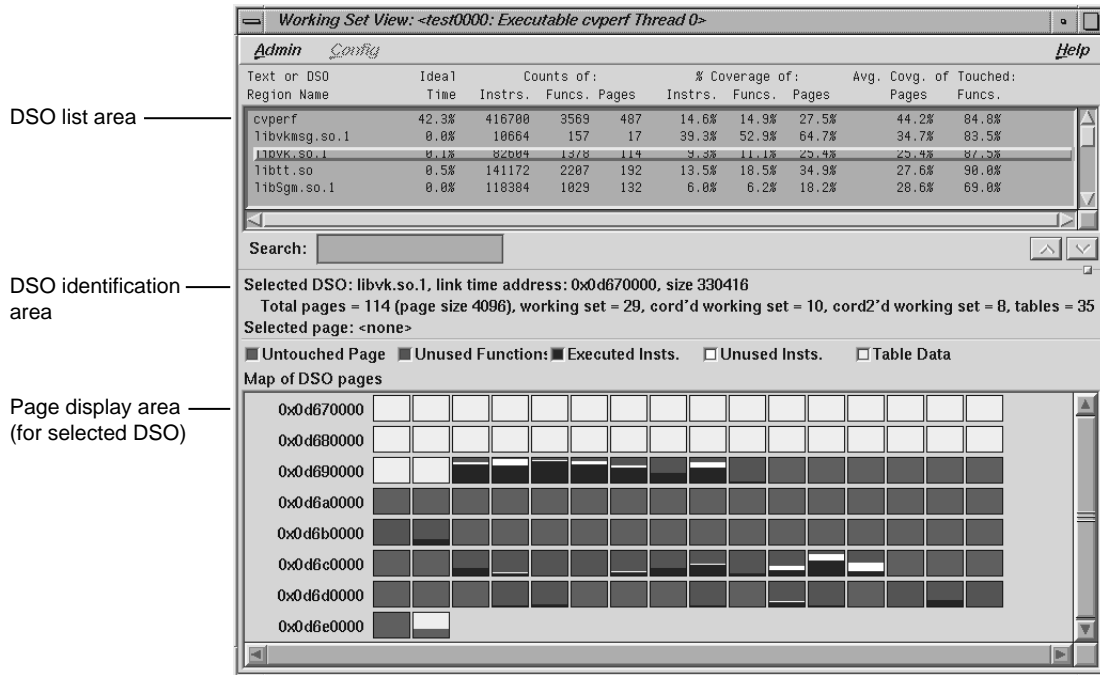 Working Set View: <test0000: Executable cvperf Thread 0>
Admin Config Help
Text or DSO Ideal Counts of: % Coverage of: Avg. Covg. of Touched:
Region Name Time Instrs. Funcs. Pages Instrs. Funcs. Pages Pages Funcs.
DSO list area
cvperf 42.3% 416700 3569 487 14.6% 14.9% 27.5% 44.2% 84.8%
libvkmsg.so.1 0.0% 10664 157 17 39.3% 52.9% 64.7% 34.7% 83.5%
libvk.so.1 0.1% 82604 1378 114 9.3% 11.1% 25.4% 25.4% 87.5%
libtt.so 0.5% 141172 2207 192 13.5% 18.5% 34.9% 27.6% 90.0%
libSgm.so.1 0.0% 118384 1029 132 6.0% 6.2% 18.2% 28.6% 69.0%
Search:
DSO identification
area
Selected DSO: libvk.so.1, link time address: 0x0d670000, size 330416
Total pages = 114 (page size 4096), working set = 29, cord'd working set = 10, cord2'd working set = 8, tables = 35
Selected page: <none>
Untouched Page Unused Functions Executed Insts. Unused Insts. Table Data
Map of DSO pages
Page display area
(for selected DSO)
0x0d670000
0x0d680000
0x0d690000
0x0d6a0000
0x0d6b0000
0x0d6c0000
0x0d6d0000
0x0d6e0000